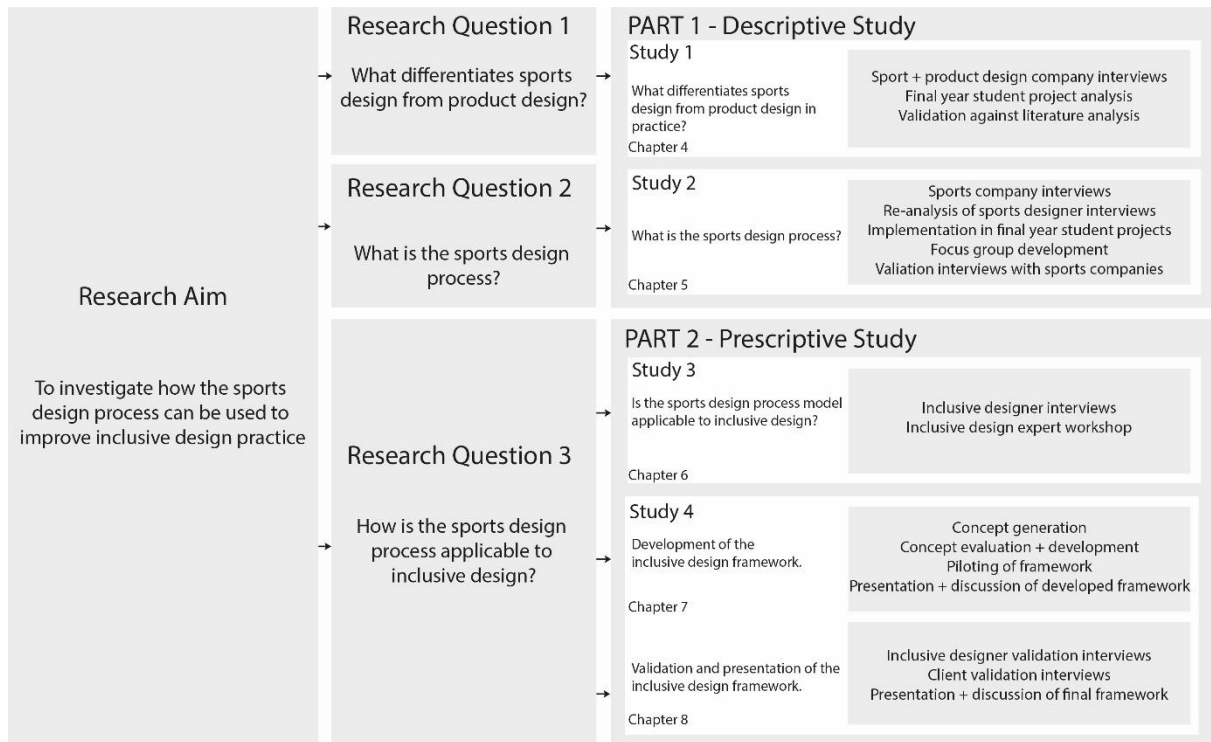 Research Aim
To investigate how the sports
design process can be used to
improve inclusive design practice
Research Question 1
What differentiates sports
design from product design?
Research Question 2
What is the sports design
process?
Research Question 3
How is the sports design
process applicable to
inclusive design?
PART 1 - Descriptive Study
Study 1
What differentiates sports
design from product design in
practice?
Chapter 4
Sport + product design company interviews
Final year student project analysis
Validation against literature analysis
Study 2
What is the sports design process?
Chapter 5
Sports company interviews
Re-analysis of sports designer interviews
Implementation in final year student projects
Focus group development
Valiation interviews with sports companies
PART 2 - Prescriptive Study
Study 3
Is the sports design process model
applicable to inclusive design?
Chapter 6
Inclusive designer interviews
Inclusive design expert workshop
Study 4
Development of the
inclusive design framework.
Chapter 7
Concept generation
Concept evaluation + development
Piloting of framework
Presentation + discussion of developed framework
Validation and presentation of the
inclusive design framework.
Chapter 8
Inclusive designer validation interviews
Client validation interviews
Presentation + discussion of final framework